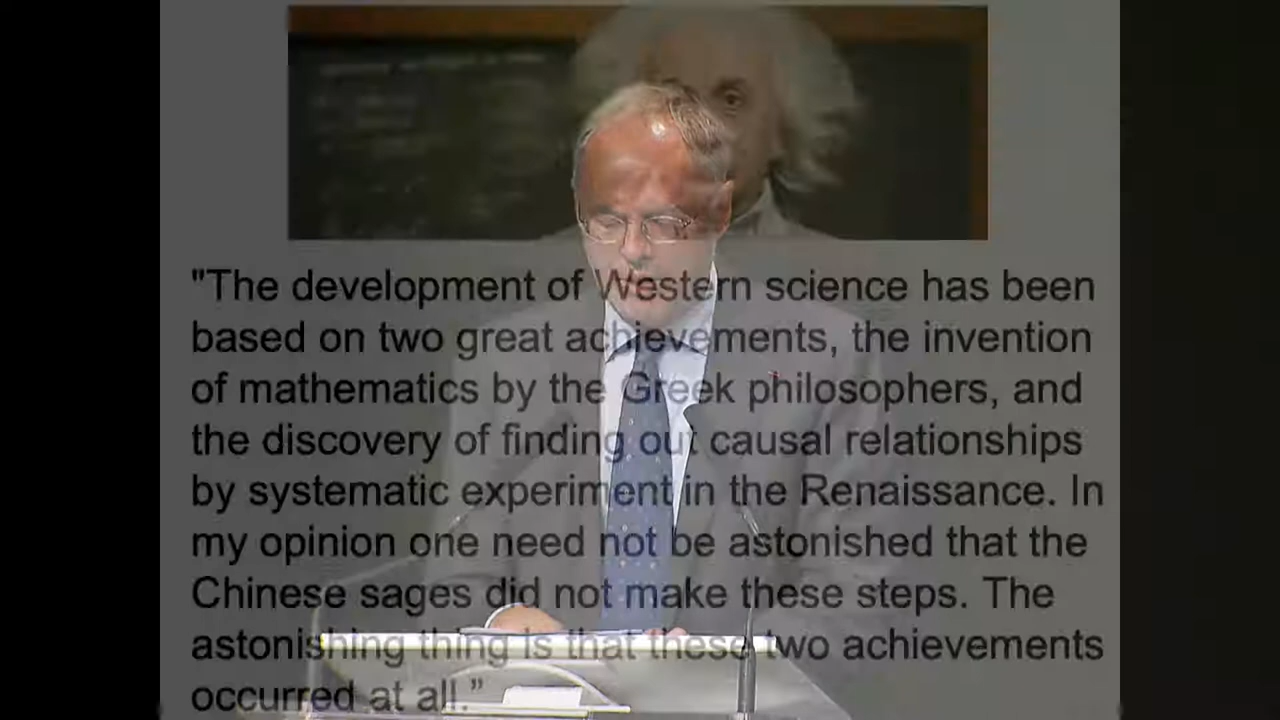 "The development of Western science has been
based on two great achievements, the invention
of mathematics by the Greek philosophers, and
the discovery of finding out causal relationships
by systematic experiment in the Renaissance. In
my opinion one need not be astonished that the
Chinese sages did not make these steps. The
astonishing thing is that these two achievements
occurred at all.”